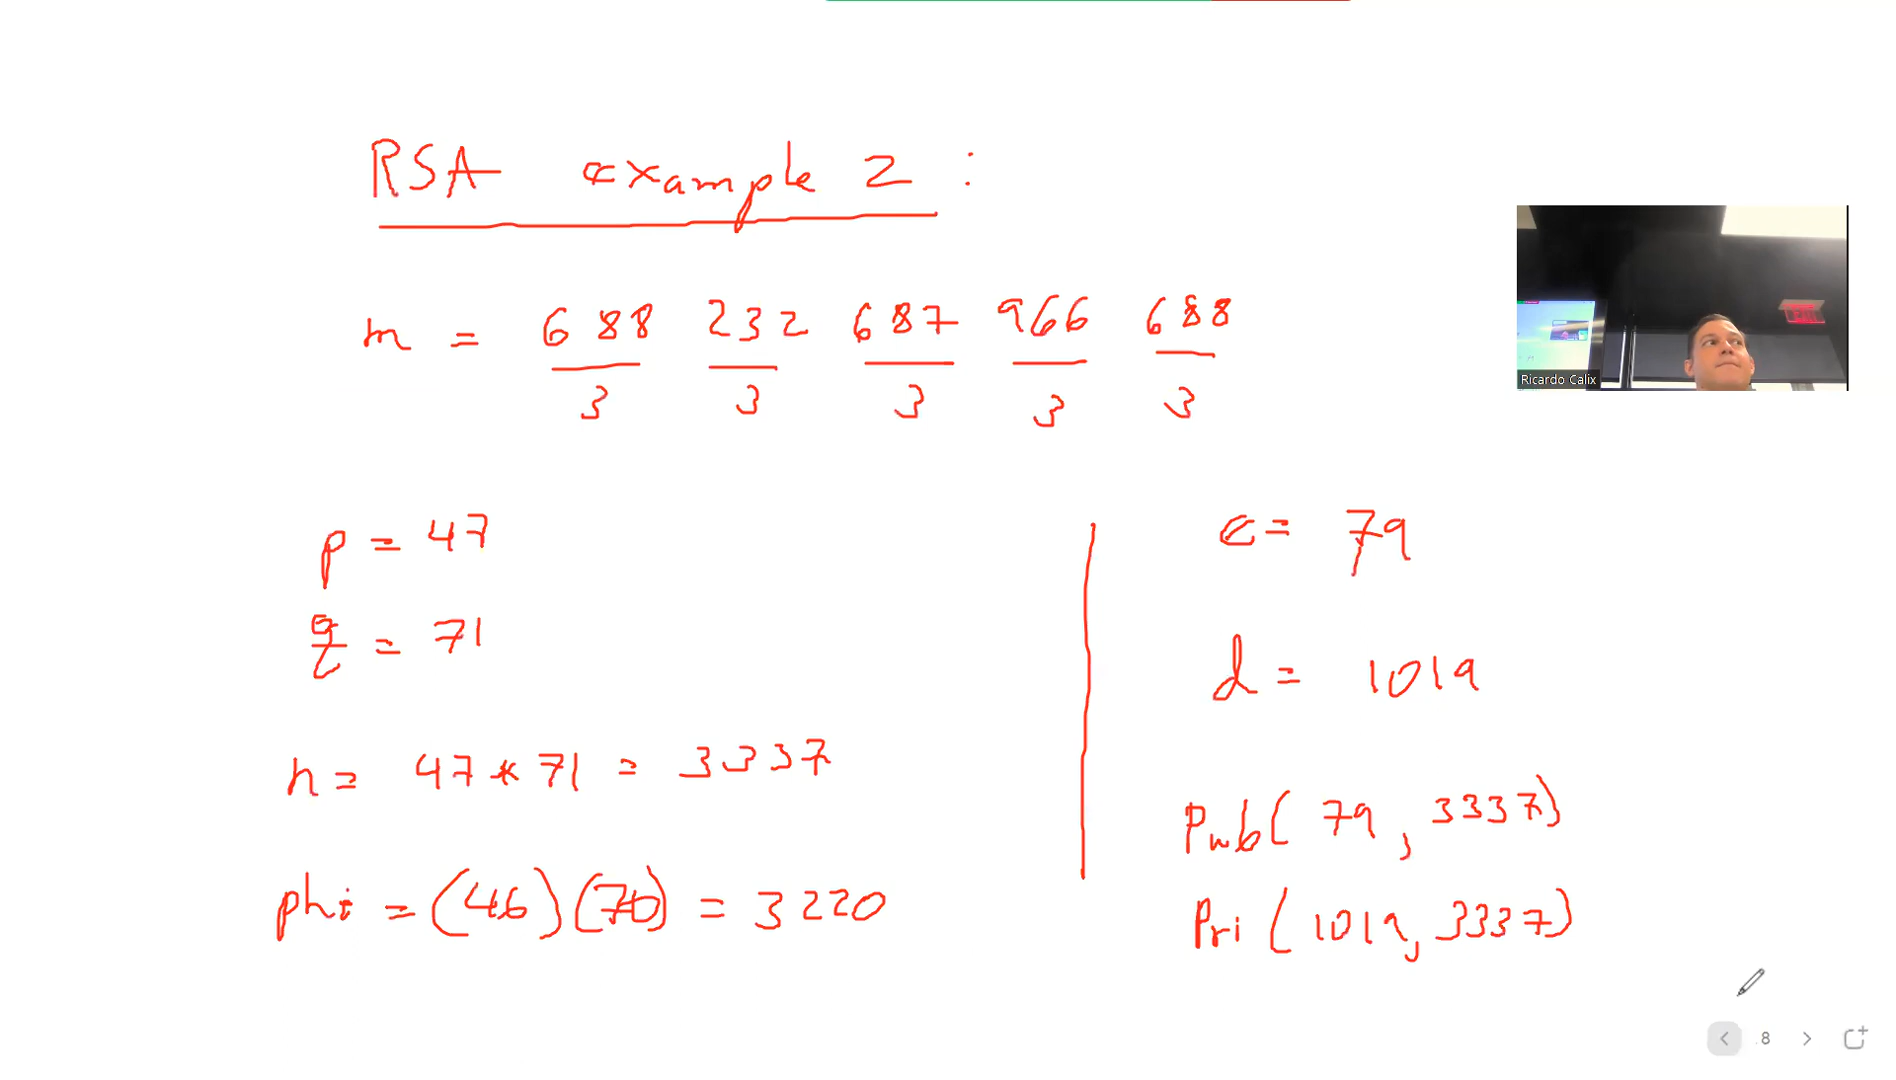 RSA example 2 :
m = 688 232 687 966 688
3 3 3 3 3
Ricardo Calix
p = 47
q = 71
n = 47 * 71 = 3337
phi = (46)(70) = 3220
e = 79
d = 1019
Pub( 79, 3337)
Pri (1019, 3337)
8